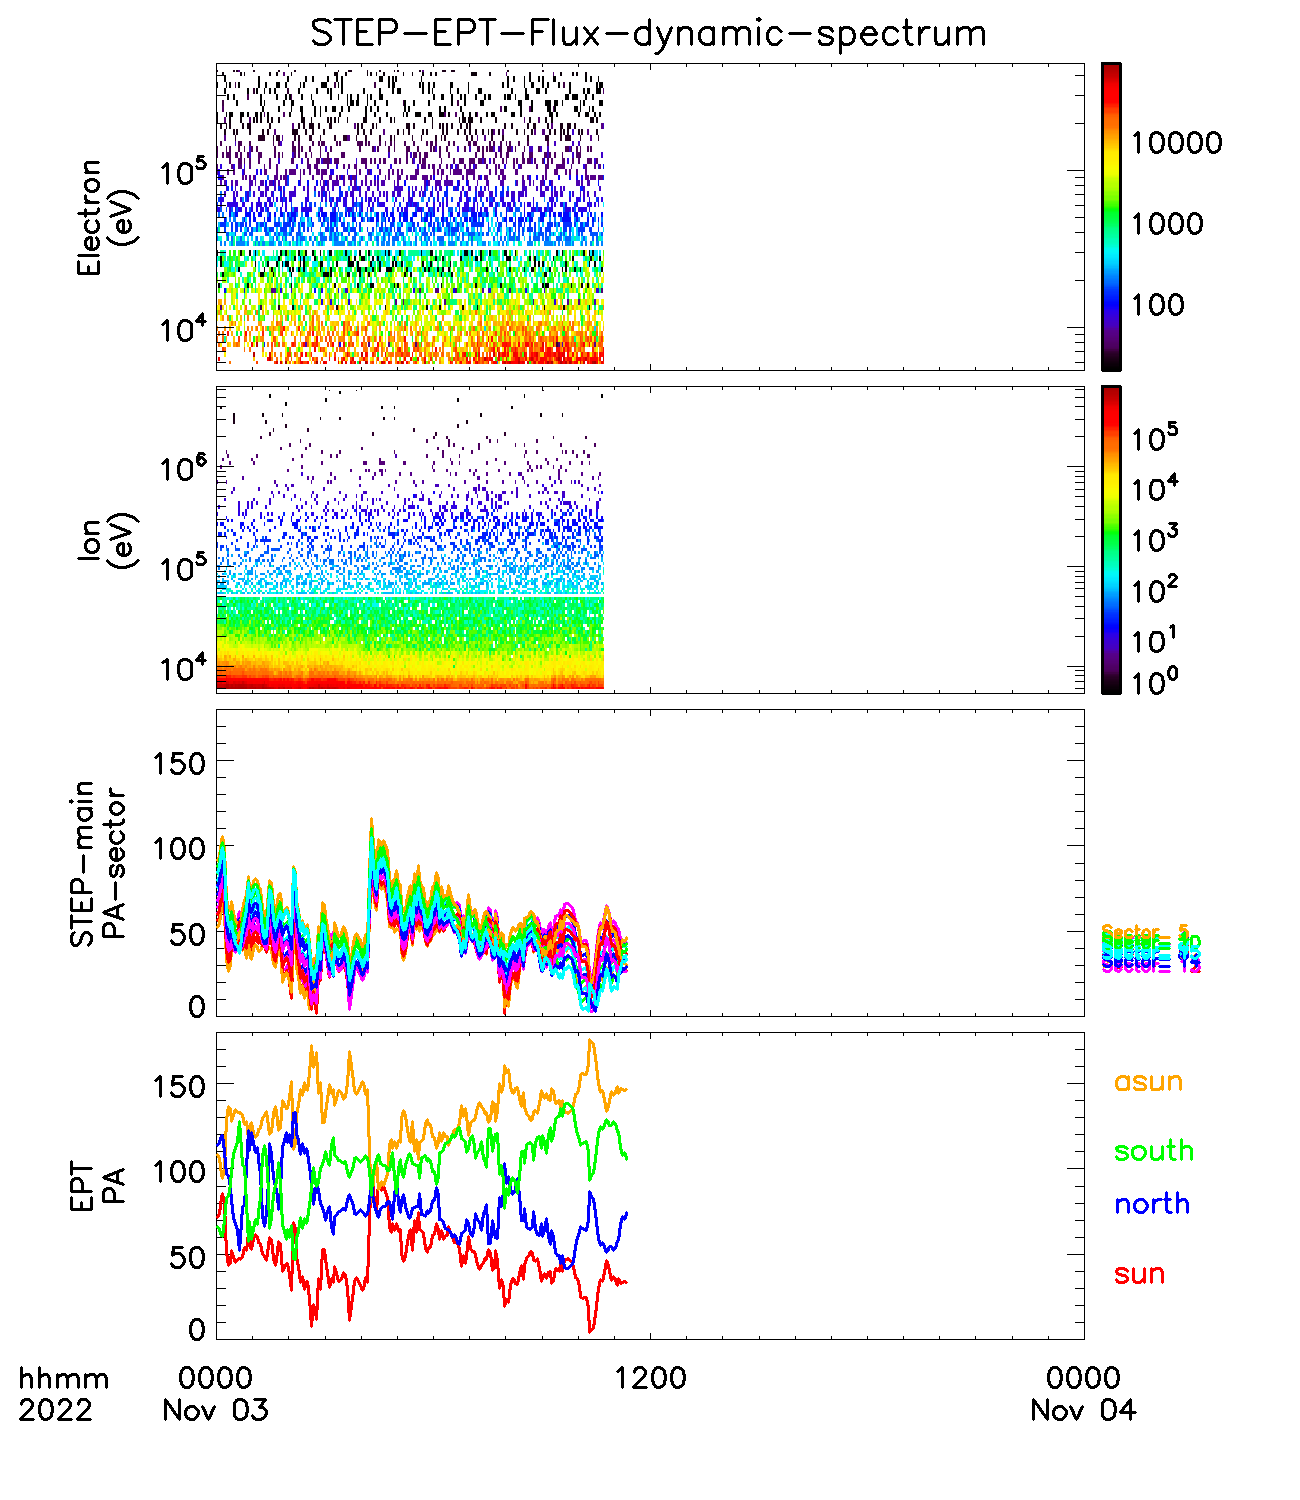 STEP-EPT-Flux-dynamic-spectrum
Electron
(eV)
10^5
10^4
10000
1000
100
Ion
(eV)
10^6
10^5
10^4
10^5
10^4
10^3
10^2
10^1
10^0
STEP-main
PA-sector
150
100
50
0
Sector- 5
Sector- 12
EPT
PA
150
100
50
0
asun
south
north
sun
hhmm
2022
0000
Nov 03
1200
0000
Nov 04